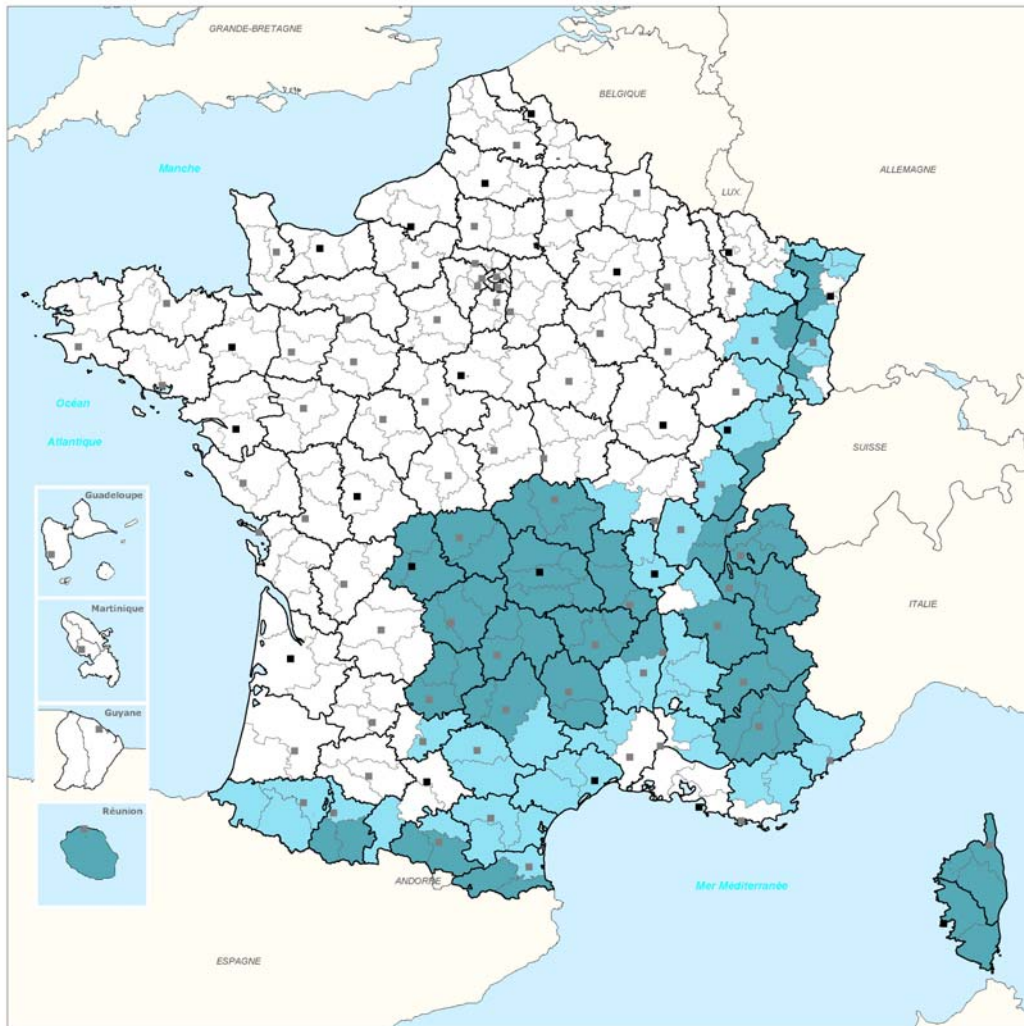 GRANDE-BRETAGNE
BELGIQUE
Manche
ALLEMAGNE
LUX.
Océan
Atlantique
SUISSE
Guadeloupe
Martinique
ITALIE
Guyane
Réunion
ANDORRE
Mer Méditerranée
ESPAGNE